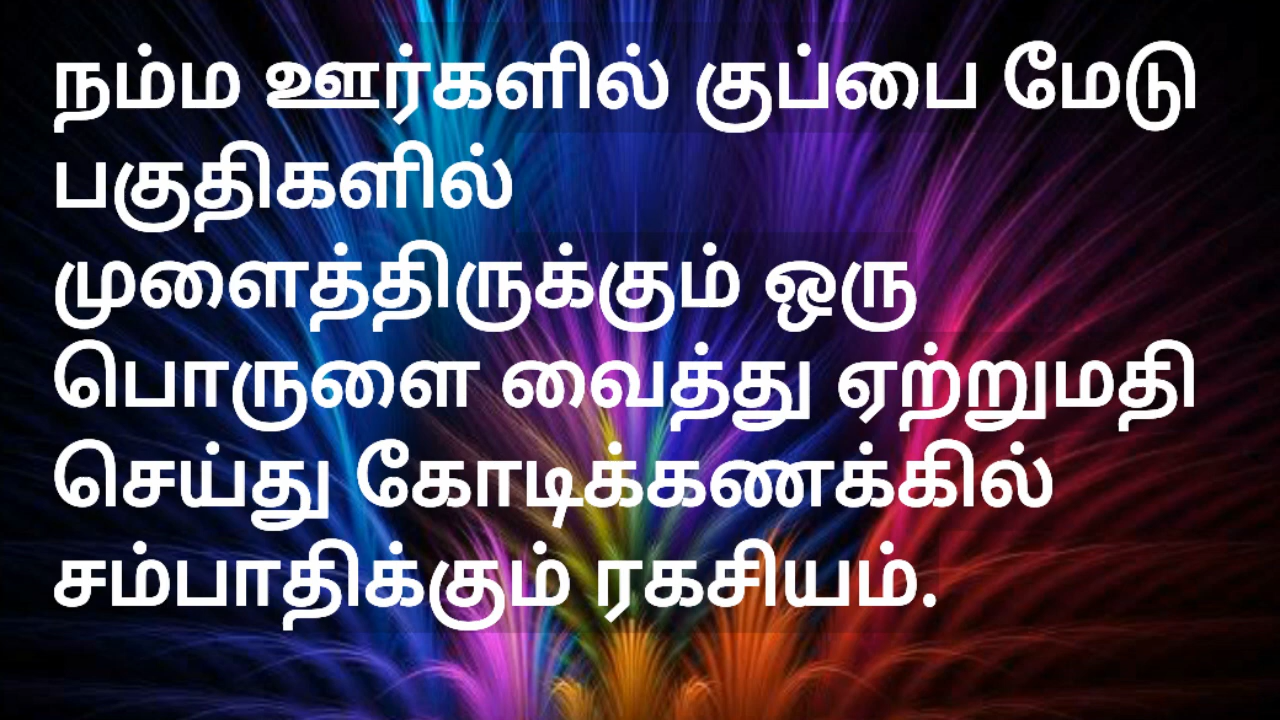 நம்ம ஊர்களில் குப்பை மேடு
பகுதிகளில்
முளைத்திருக்கும் ஒரு
பொருளை வைத்து ஏற்றுமதி
செய்து கோடிக்கணக்கில்
சம்பாதிக்கும் ரகசியம்.